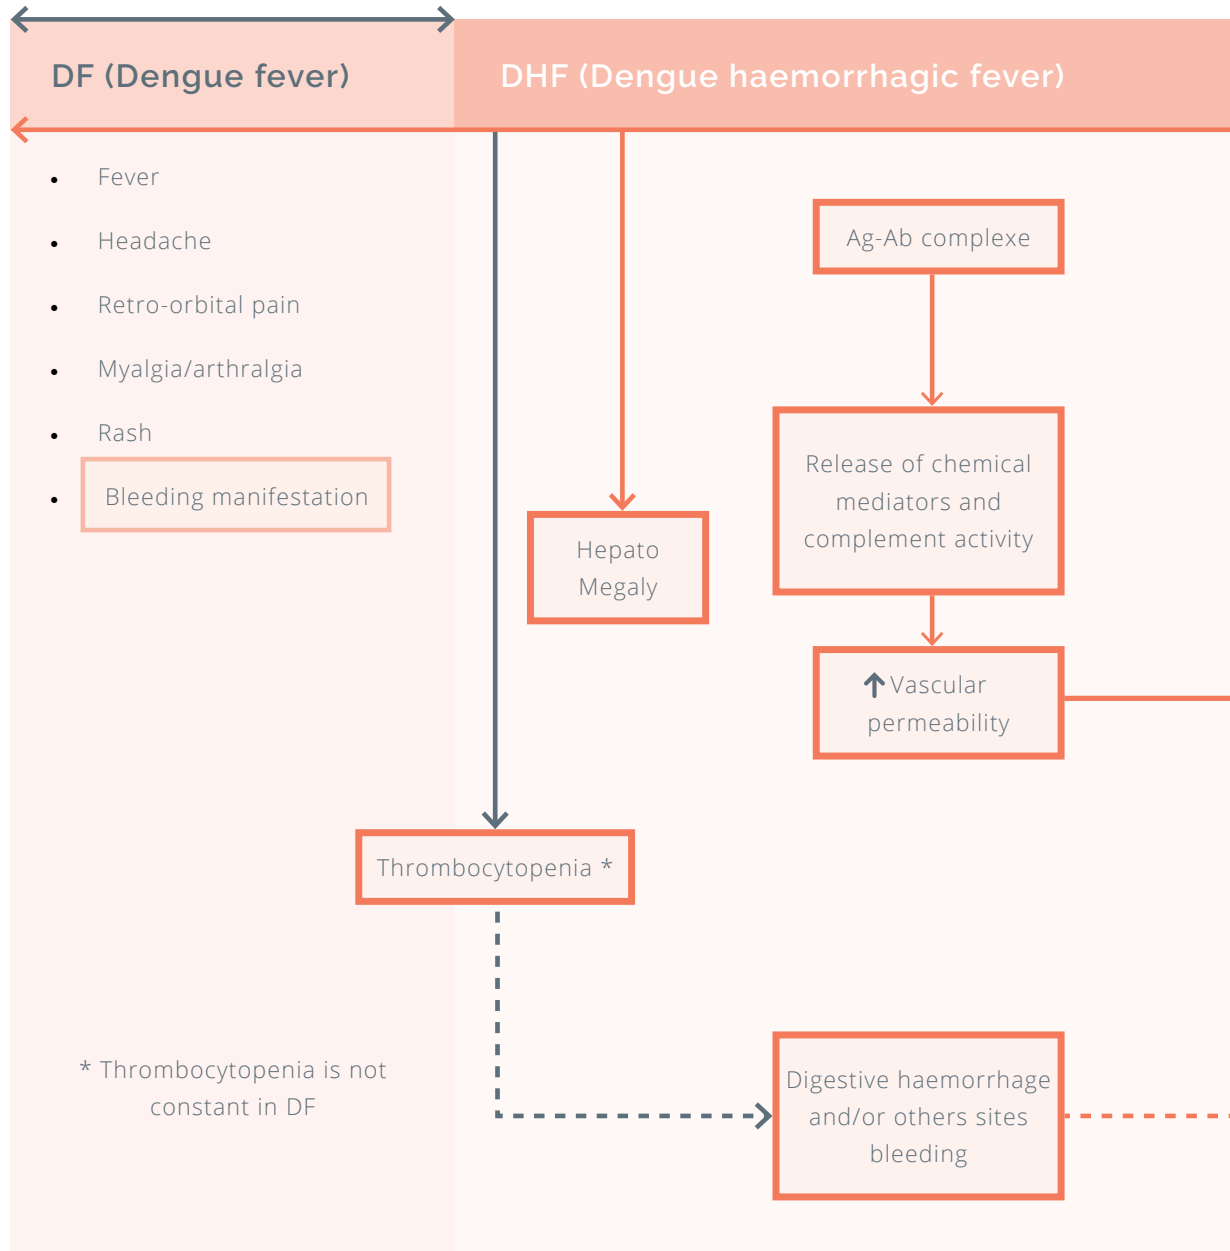 DF (Dengue fever)
DHF (Dengue haemorrhagic fever)
Fever
Headache
Retro-orbital pain
Myalgia/arthralgia
Rash
Bleeding manifestation
Ag-Ab complexe
Release of chemical
mediators and
complement activity
Hepato
Megaly
Vascular
permeability
Thrombocytopenia *
* Thrombocytopenia is not
constant in DF
Digestive haemorrhage
and/or others sites
bleeding